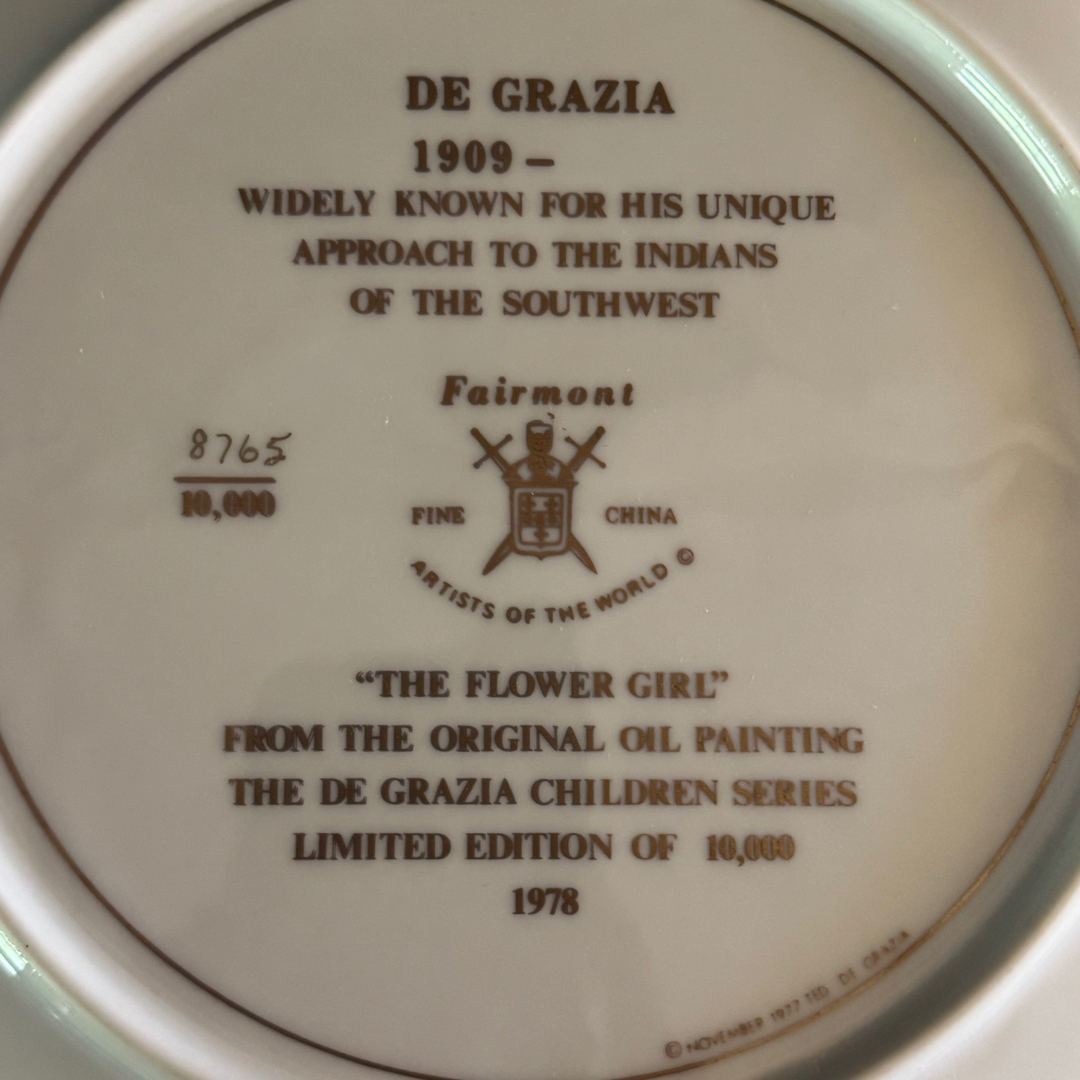 DE GRAZIA
1909 –
WIDELY KNOWN FOR HIS UNIQUE
APPROACH TO THE INDIANS
OF THE SOUTHWEST
Fairmont
8765
10,000
FINE CHINA
ARTISTS OF THE WORLD ©
“THE FLOWER GIRL”
FROM THE ORIGINAL OIL PAINTING
THE DE GRAZIA CHILDREN SERIES
LIMITED EDITION OF 10,000
1978
© NOVEMBER 1977 TED DE GRAZIA